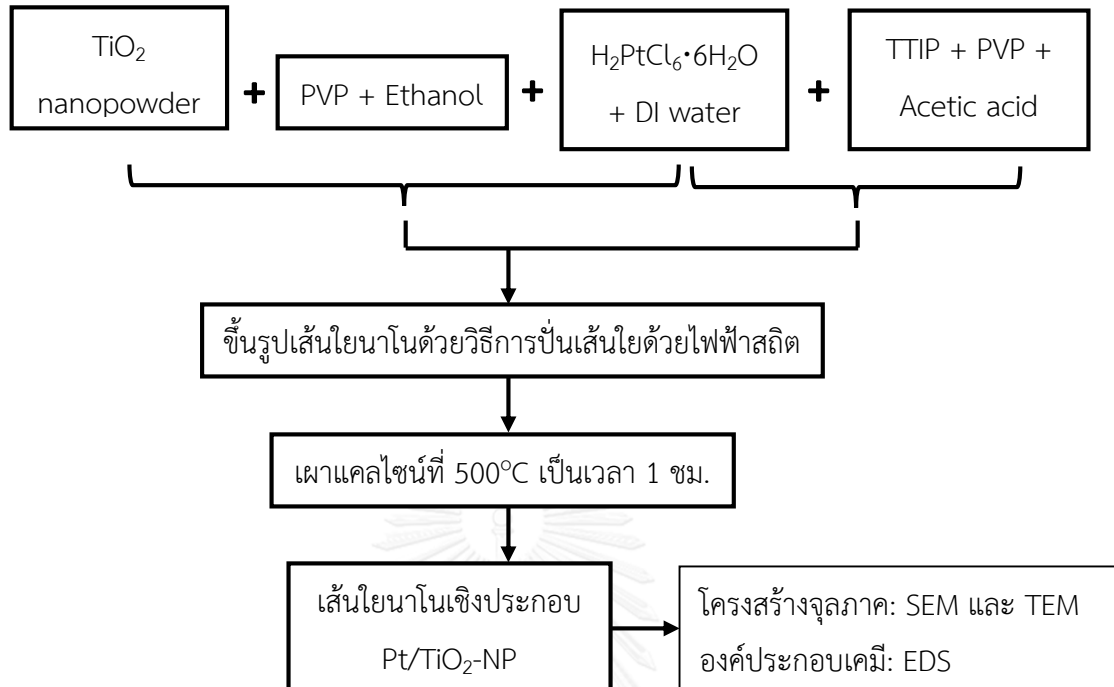 TiO₂
nanopowder
+
PVP + Ethanol
+
H₂PtCl₆·6H₂O
+ DI water
+
TTIP + PVP +
Acetic acid
ขึ้นรูปเส้นใยนาโนด้วยวิธีการปั่นเส้นใยด้วยไฟฟ้าสถิต
เผาแคลไซน์ที่ 500°C เป็นเวลา 1 ชม.
เส้นใยนาโนเชิงประกอบ
Pt/TiO₂-NP
โครงสร้างจุลภาค: SEM และ TEM
องค์ประกอบเคมี: EDS